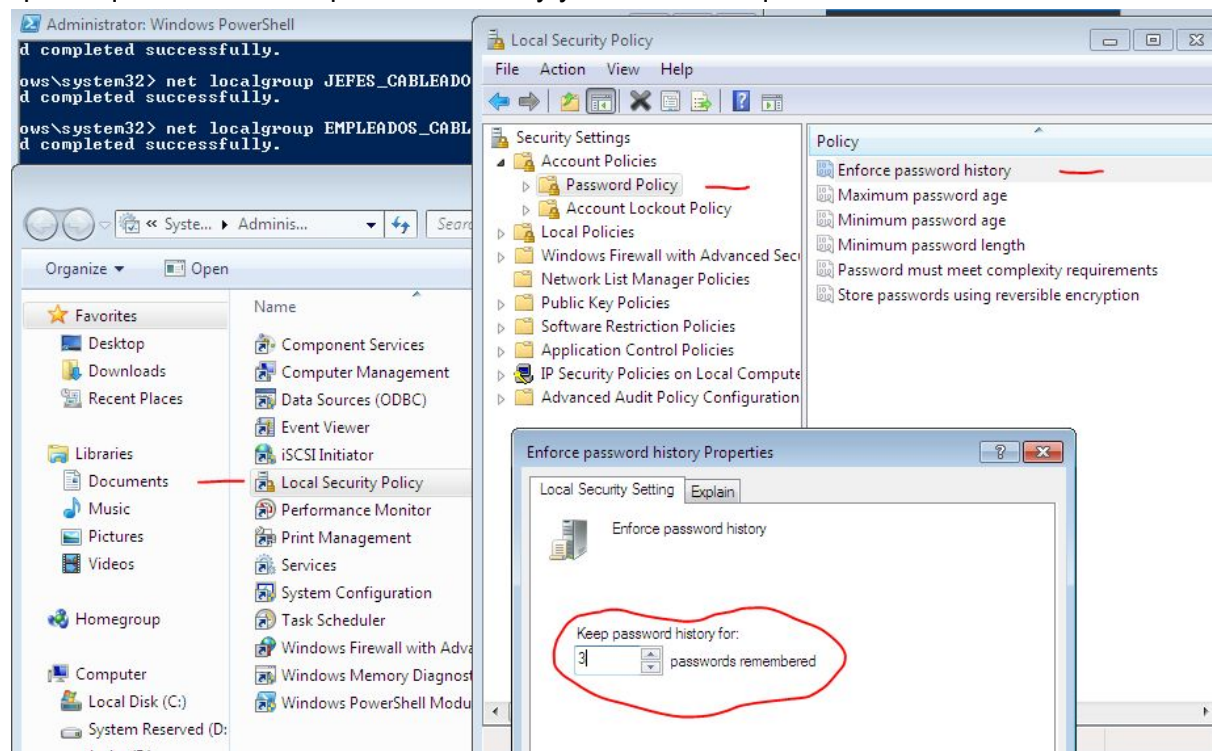 Administrator: Windows PowerShell
d completed successfully.
ows\system32> net localgroup JEFES_CABLEADO
d completed successfully.
ows\system32> net localgroup EMPLEADOS_CABL
d completed successfully.
« Syste... Adminis...
Organize Open
Favorites
Desktop
Downloads
Recent Places
Libraries
Documents
Music
Pictures
Videos
Homegroup
Computer
Local Disk (C:)
System Reserved (D:
Name
Component Services
Computer Management
Data Sources (ODBC)
Event Viewer
iSCSI Initiator
Local Security Policy
Performance Monitor
Print Management
Services
System Configuration
Task Scheduler
Windows Firewall with Adva
Windows Memory Diagnost
Windows PowerShell Modu
Local Security Policy
File Action View Help
Security Settings
Account Policies
Password Policy
Account Lockout Policy
Local Policies
Windows Firewall with Advanced Secu
Network List Manager Policies
Public Key Policies
Software Restriction Policies
Application Control Policies
IP Security Policies on Local Compute
Advanced Audit Policy Configuration
Policy
Enforce password history
Maximum password age
Minimum password age
Minimum password length
Password must meet complexity requirements
Store passwords using reversible encryption
Enforce password history Properties
Local Security Setting Explain
Enforce password history
Keep password history for:
3 passwords remembered